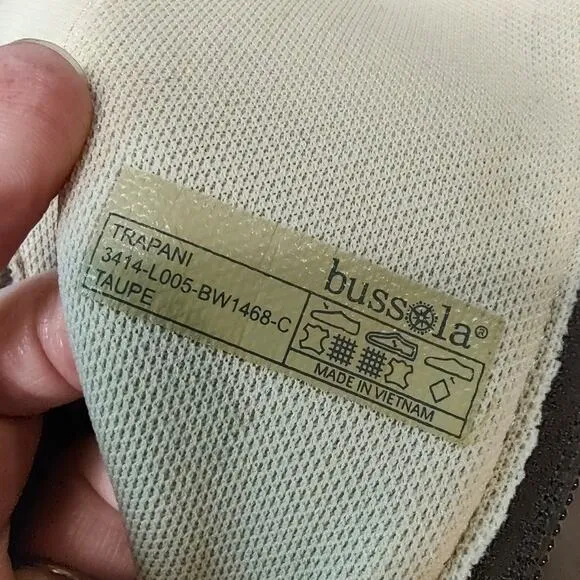 TRAPANI
3414-L005-BW1468-C
TAUPE
bussola®
MADE IN VIETNAM